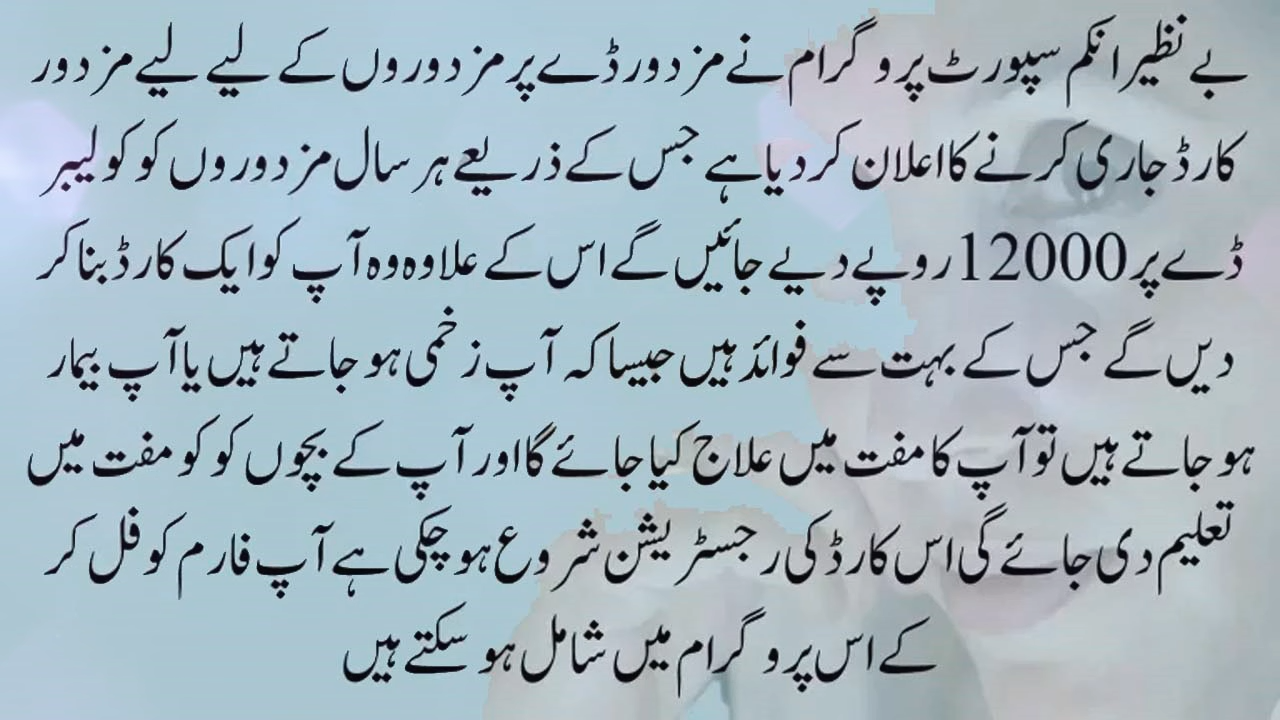 بے نظیر انکم سپورٹ پروگرام نے مزدور ڈے پر مزدوروں کے لیے لیے مزدور
کارڈ جاری کرنے کا اعلان کر دیا ہے جس کے ذریعے ہر سال مزدوروں کو کو لیبر
ڈے پر 12000 روپے دیے جائیں گے اس کے علاوہ وہ آپ کو ایک کارڈ بنا کر
دیں گے جس کے بہت سے فوائد ہیں جیسا کہ آپ زخمی ہو جاتے ہیں یا آپ بیمار
ہو جاتے ہیں تو آپ کا مفت میں علاج کیا جائے گا اور آپ کے بچوں کو کو مفت میں
تعلیم دی جائے گی اس کارڈ کی رجسٹریشن شروع ہو چکی ہے آپ فارم کو فل کر
کے اس پروگرام میں شامل ہو سکتے ہیں